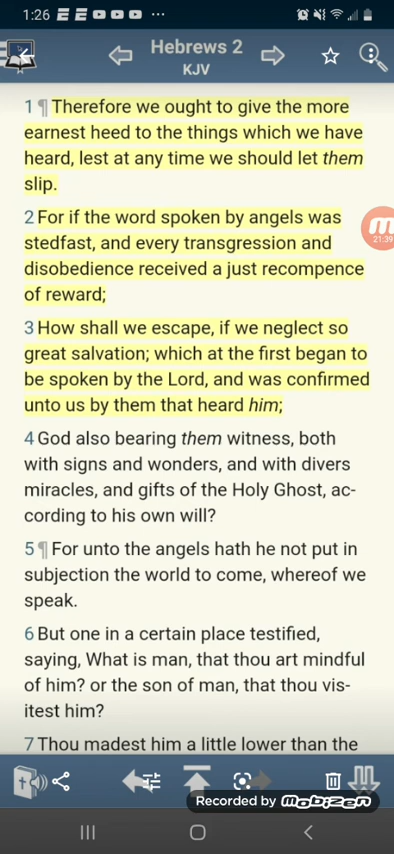 1:26
Hebrews 2
KJV
1 ¶ Therefore we ought to give the more
earnest heed to the things which we have
heard, lest at any time we should let them
slip.
2 For if the word spoken by angels was
stedfast, and every transgression and
disobedience received a just recompence
of reward;
3 How shall we escape, if we neglect so
great salvation; which at the first began to
be spoken by the Lord, and was confirmed
unto us by them that heard him;
4 God also bearing them witness, both
with signs and wonders, and with divers
miracles, and gifts of the Holy Ghost, ac-
cording to his own will?
5 ¶ For unto the angels hath he not put in
subjection the world to come, whereof we
speak.
6 But one in a certain place testified,
saying, What is man, that thou art mindful
of him? or the son of man, that thou vis-
itest him?
7 Thou madest him a little lower than the
21:39
Recorded by mobizen